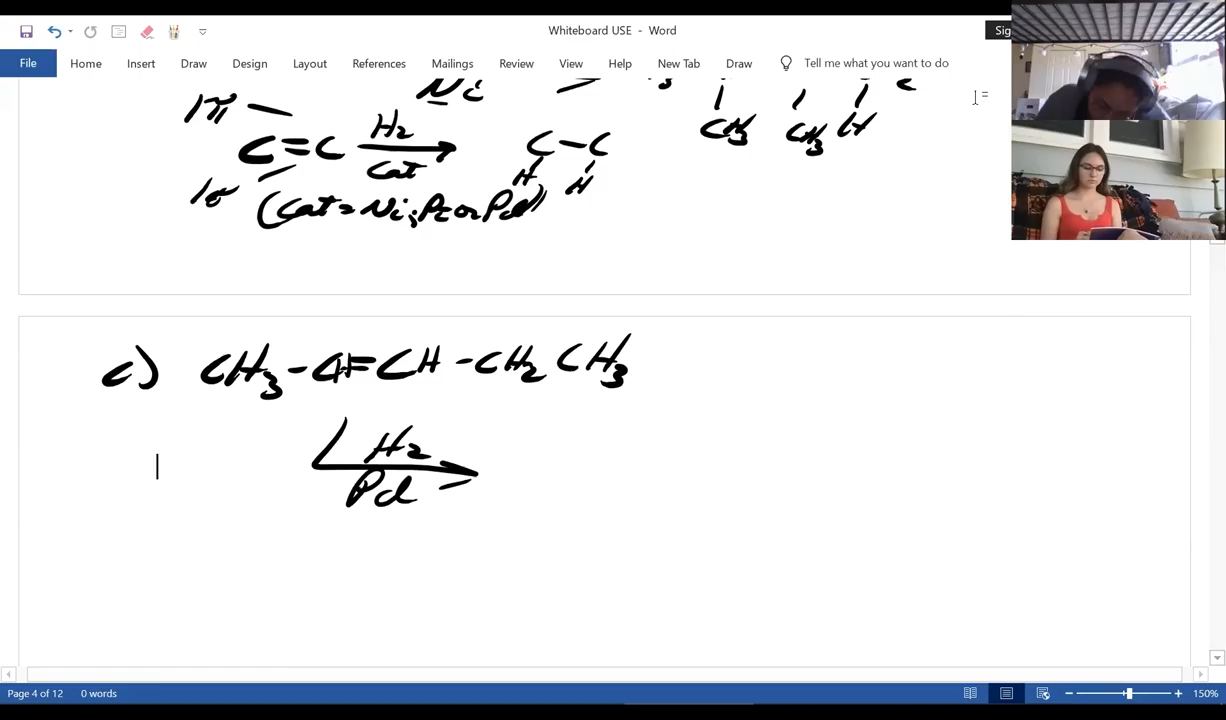 Whiteboard USE - Word
File Home Insert Draw Design Layout References Mailings Review View Help New Tab Draw Tell me what you want to do
Ni
CH3 CH3 H
1π
C=C H2 C-C
Cat H H
1σ
(Cat = Ni, Pt or Pd)
c) CH3-CH=CH-CH2CH3
H2
Pd
Page 4 of 12 0 words 150%